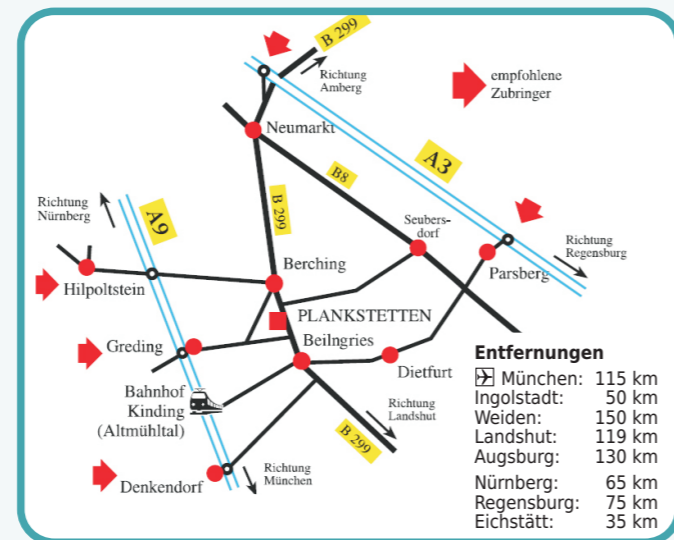 B 299
Richtung
Amberg
empfohlene
Zubringer
Neumarkt
A3
B8
Richtung
Nürnberg
A9
B 299
Seubers-
dorf
Richtung
Regensburg
Parsberg
Berching
Hilpoltstein
PLANKSTETTEN
Greding
Beilngries
Dietfurt
Bahnhof
Kinding
(Altmühltal)
Richtung
Landshut
B 299
Richtung
München
Denkendorf
Entfernungen
München: 115 km
Ingolstadt: 50 km
Weiden: 150 km
Landshut: 119 km
Augsburg: 130 km
Nürnberg: 65 km
Regensburg: 75 km
Eichstätt: 35 km